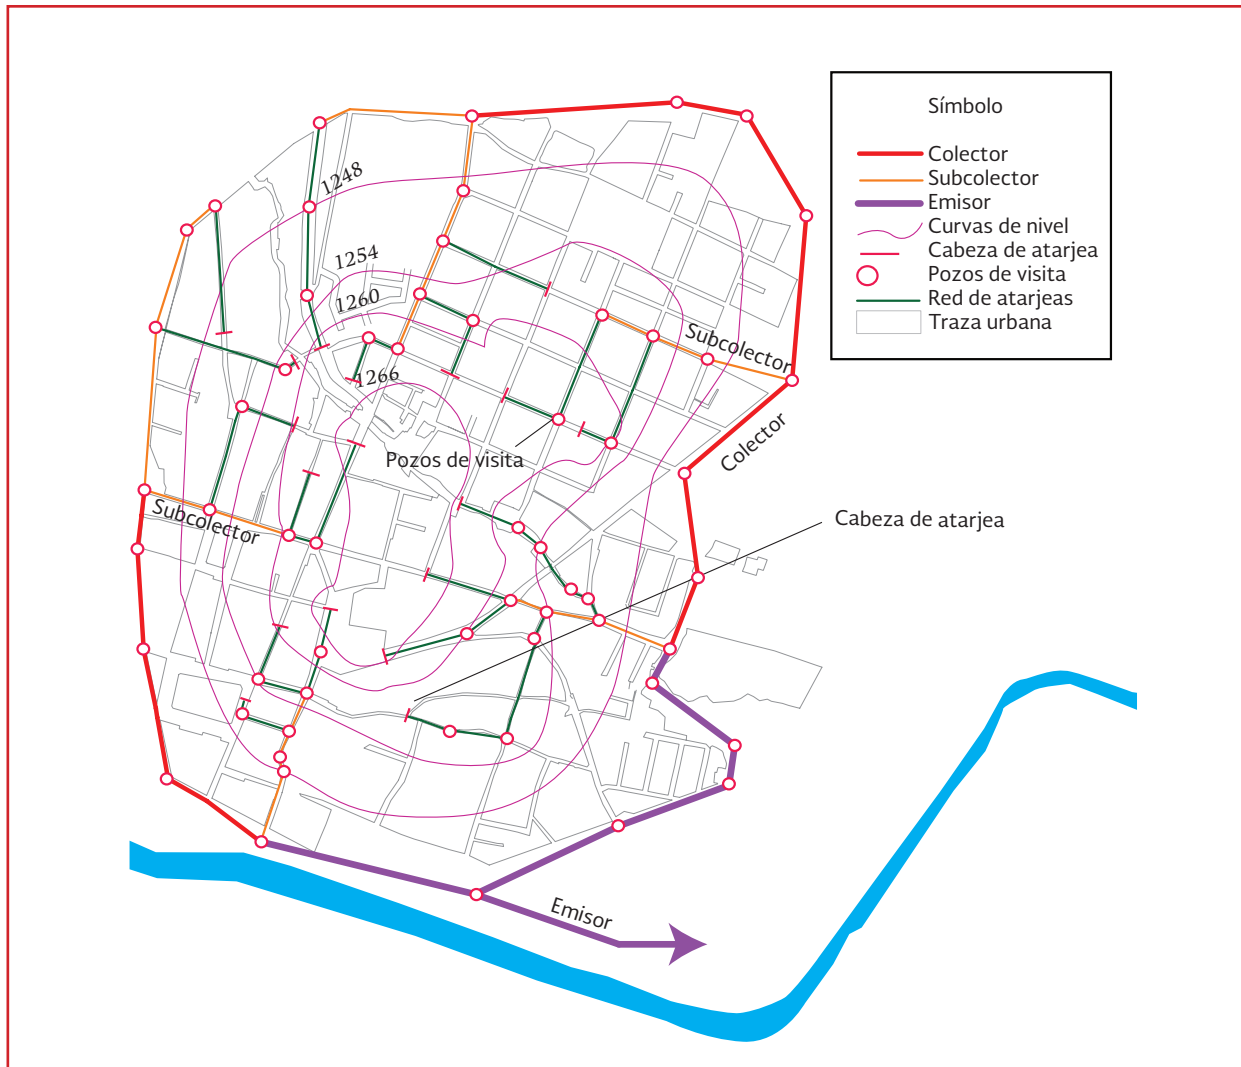 Símbolo
Colector
Subcolector
Emisor
Curvas de nivel
Cabeza de atarjea
Pozos de visita
Red de atarjeas
Traza urbana
1248
1254
1260
1266
Subcolector
Colector
Pozos de visita
Subcolector
Cabeza de atarjea
Emisor